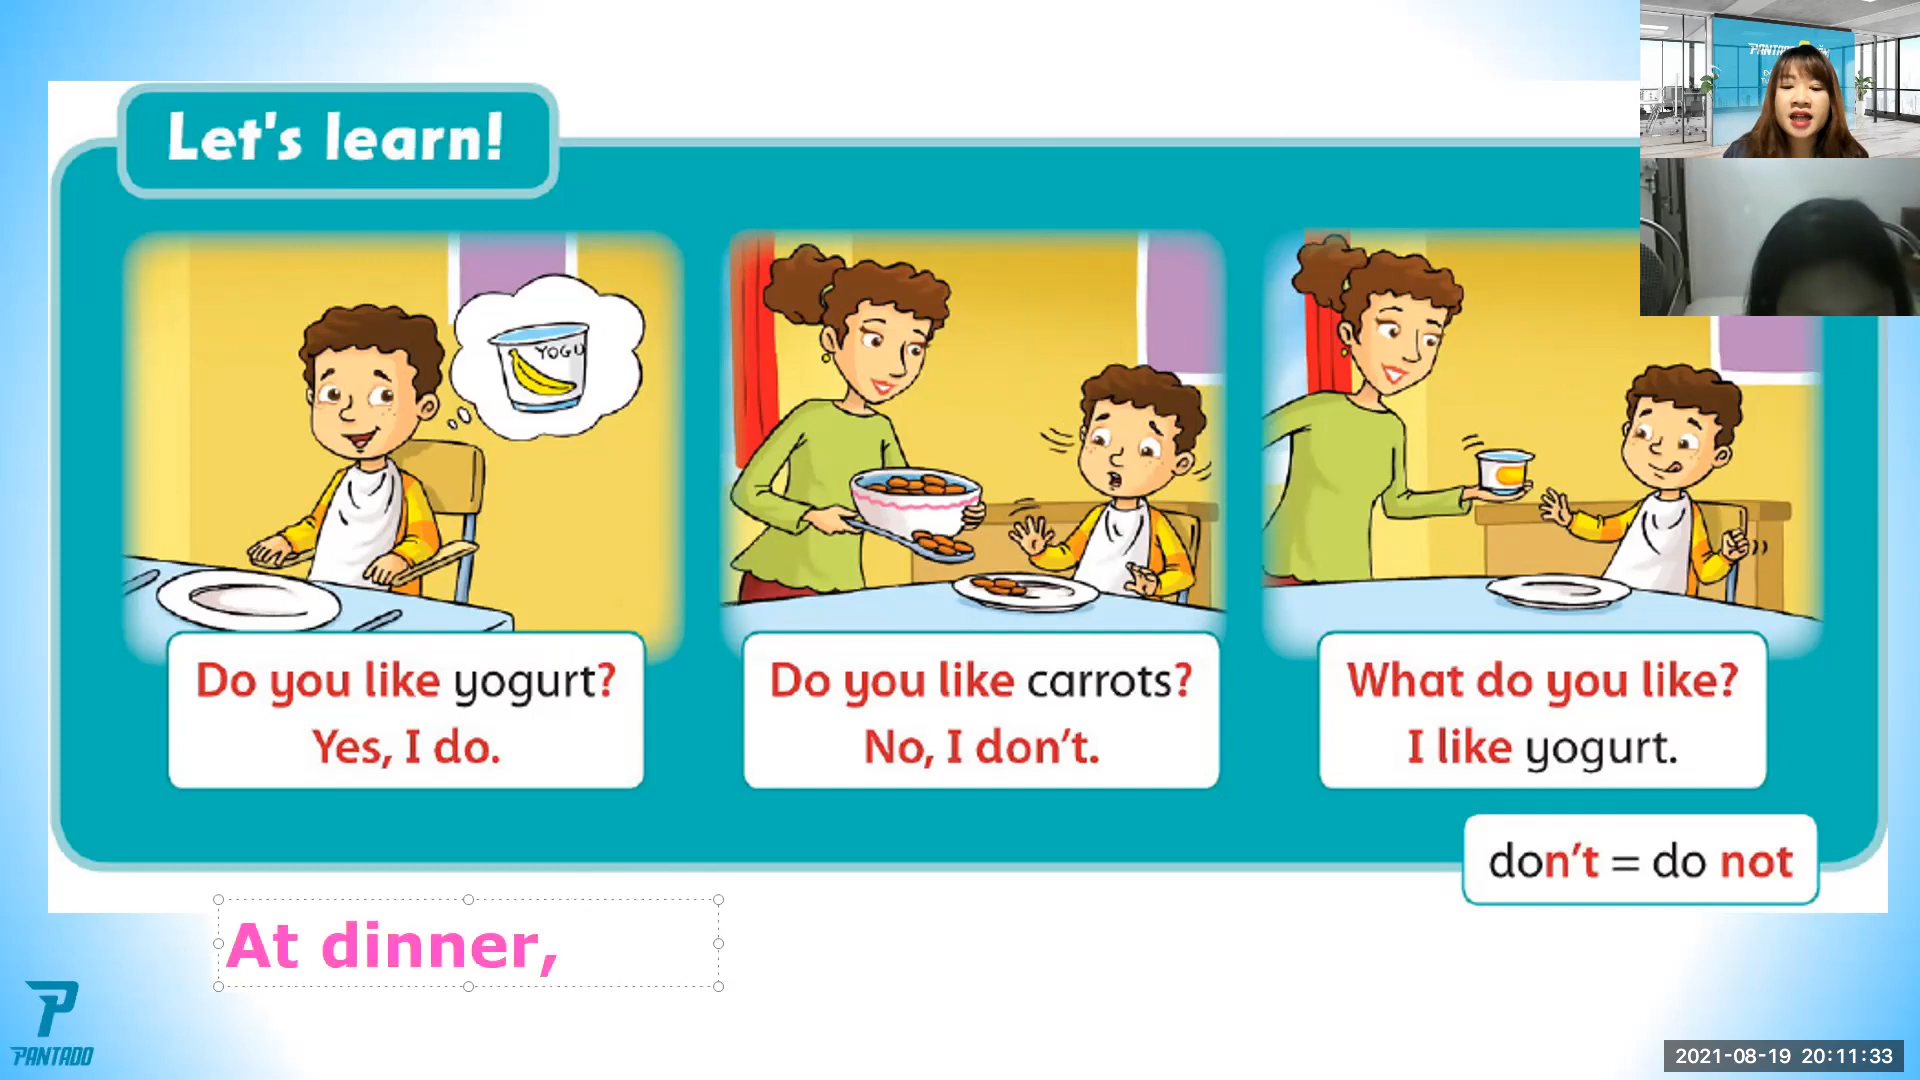 Let's learn!
YOGU
Do you like yogurt?
Yes, I do.
Do you like carrots?
No, I don't.
What do you like?
I like yogurt.
don't = do not
At dinner,
PANTADO
2021-08-19 20:11:33